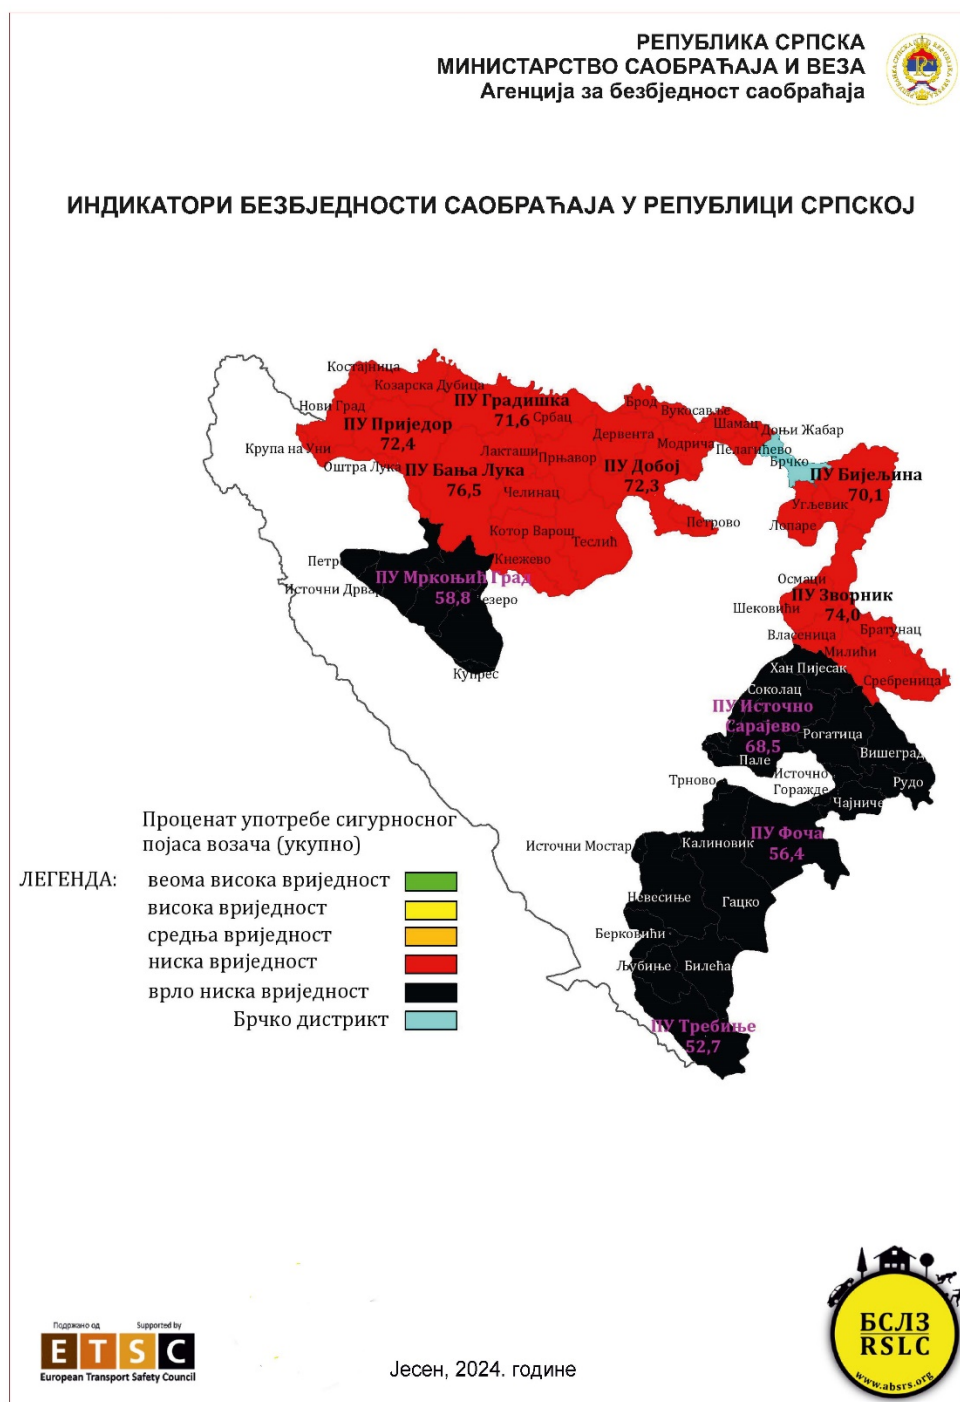 РЕПУБЛИКА СРПСКА
МИНИСТАРСТВО САОБРАЋАЈА И ВЕЗА
Агенција за безбједност саобраћаја
ИНДИКАТОРИ БЕЗБЈЕДНОСТИ САОБРАЋАЈА У РЕПУБЛИЦИ СРПСКОЈ
Костајница
Козарска Дубица
Нови Град
ПУ Градишка
71,6
Србац
Брод
Вукосавље
Шамац
Доњи Жабар
ПУ Приједор
72,4
Дервента
Модрича
Пелагићево
Брчко
Крупа на Уни
Оштра Лука
Лакташи
Прњавор
ПУ Бања Лука
76,5
ПУ Добој
72,3
ПУ Бијељина
70,1
Челинац
Угљевик
Лопаре
Петрово
Котор Варош
Теслић
Кнежево
Петро
ПУ Мркоњић Град
58,8
Источни Дрвар
езеро
Купрес
Осмаци
ПУ Зворник
74,0
Шековићи
Братунац
Власеница
Милићи
Хан Пијесак
Сребреница
Соколац
ПУ Источно
Сарајево
68,5
Рогатица
Вишеград
Пале
Трново
Источно
Горажде
Рудо
Чајниче
ПУ Фоча
56,4
Источни Мостар
Калиновик
Невесиње
Гацко
Берковићи
Љубиње
Билећа
ПУ Требиње
52,7
Проценат употребе сигурносног
појаса возача (укупно)
ЛЕГЕНДА:
веома висока вриједност
висока вриједност
средња вриједност
ниска вриједност
врло ниска вриједност
Брчко дистрикт
Подржано од Supported by
ETSC
European Transport Safety Council
Јесен, 2024. године
БСЛЗ
RSLC
www.absrs.org